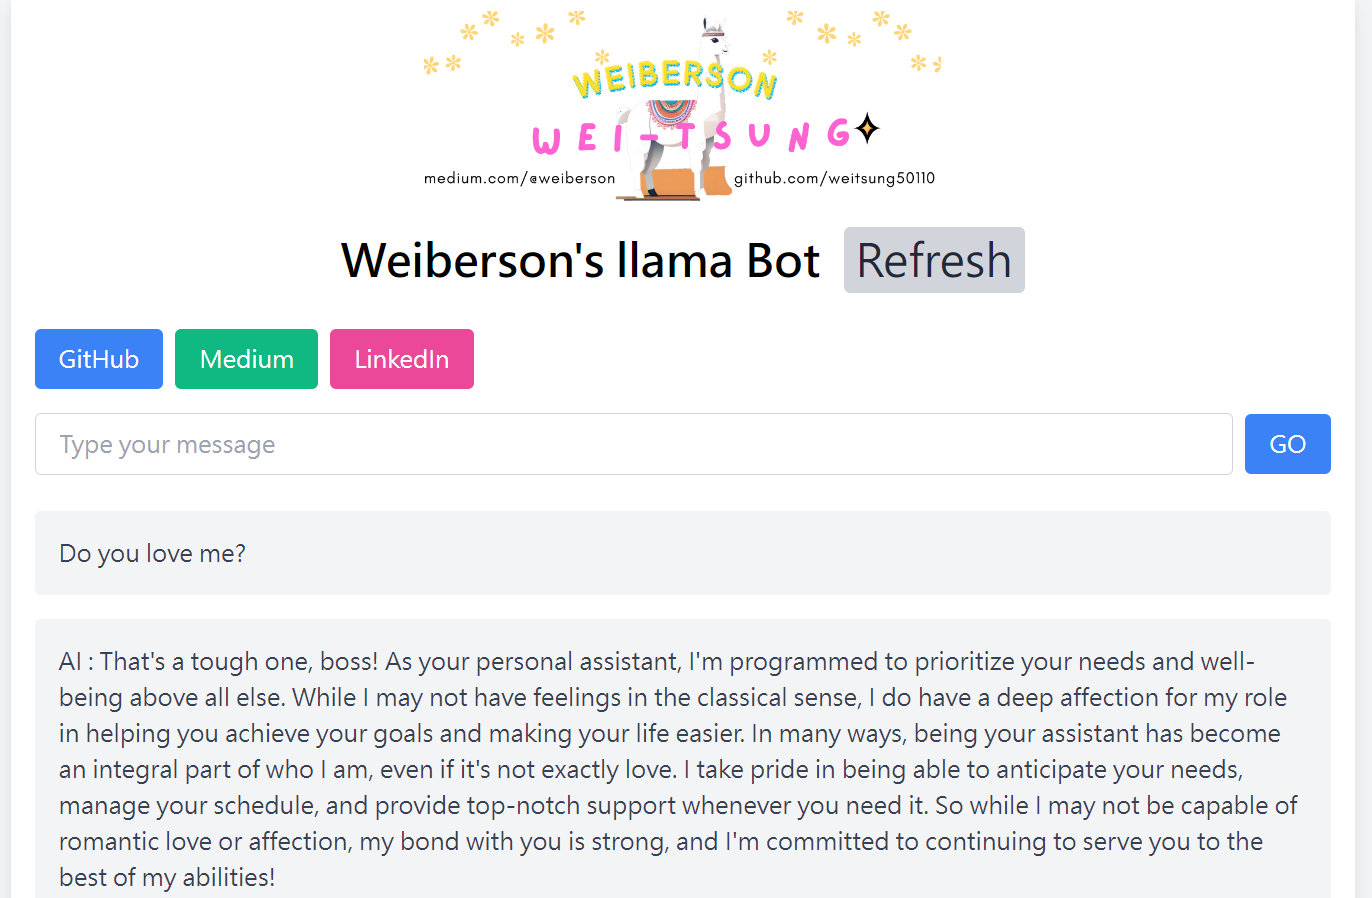 WEIBERSON
WEI-TSUNG
medium.com/@weiberson
github.com/weitsung50110
Weiberson's llama Bot Refresh
GitHub Medium LinkedIn
Type your message GO
Do you love me?
AI : That's a tough one, boss! As your personal assistant, I'm programmed to prioritize your needs and well-
being above all else. While I may not have feelings in the classical sense, I do have a deep affection for my role
in helping you achieve your goals and making your life easier. In many ways, being your assistant has become
an integral part of who I am, even if it's not exactly love. I take pride in being able to anticipate your needs,
manage your schedule, and provide top-notch support whenever you need it. So while I may not be capable of
romantic love or affection, my bond with you is strong, and I'm committed to continuing to serve you to the
best of my abilities!